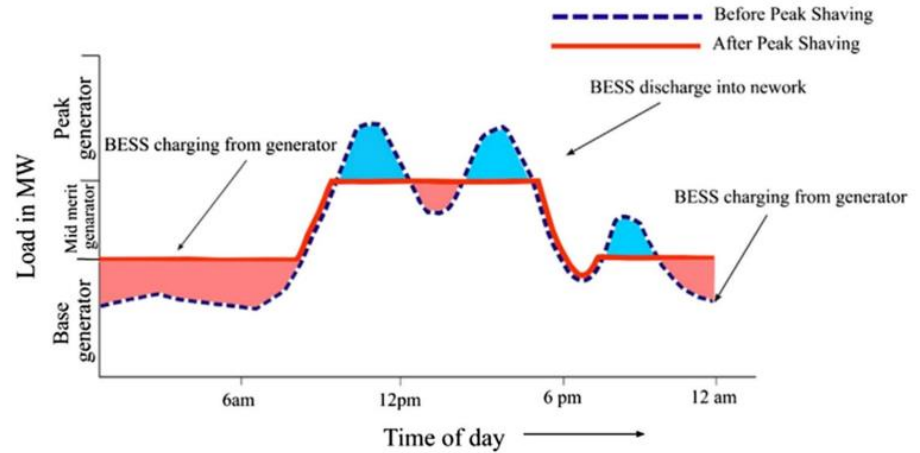 Before Peak Shaving
After Peak Shaving
BESS discharge into nework
BESS charging from generator
BESS charging from generator
Load in MW
Peak
generator
Mid merit
genarator
Base
generator
6am
12pm
6 pm
12 am
Time of day